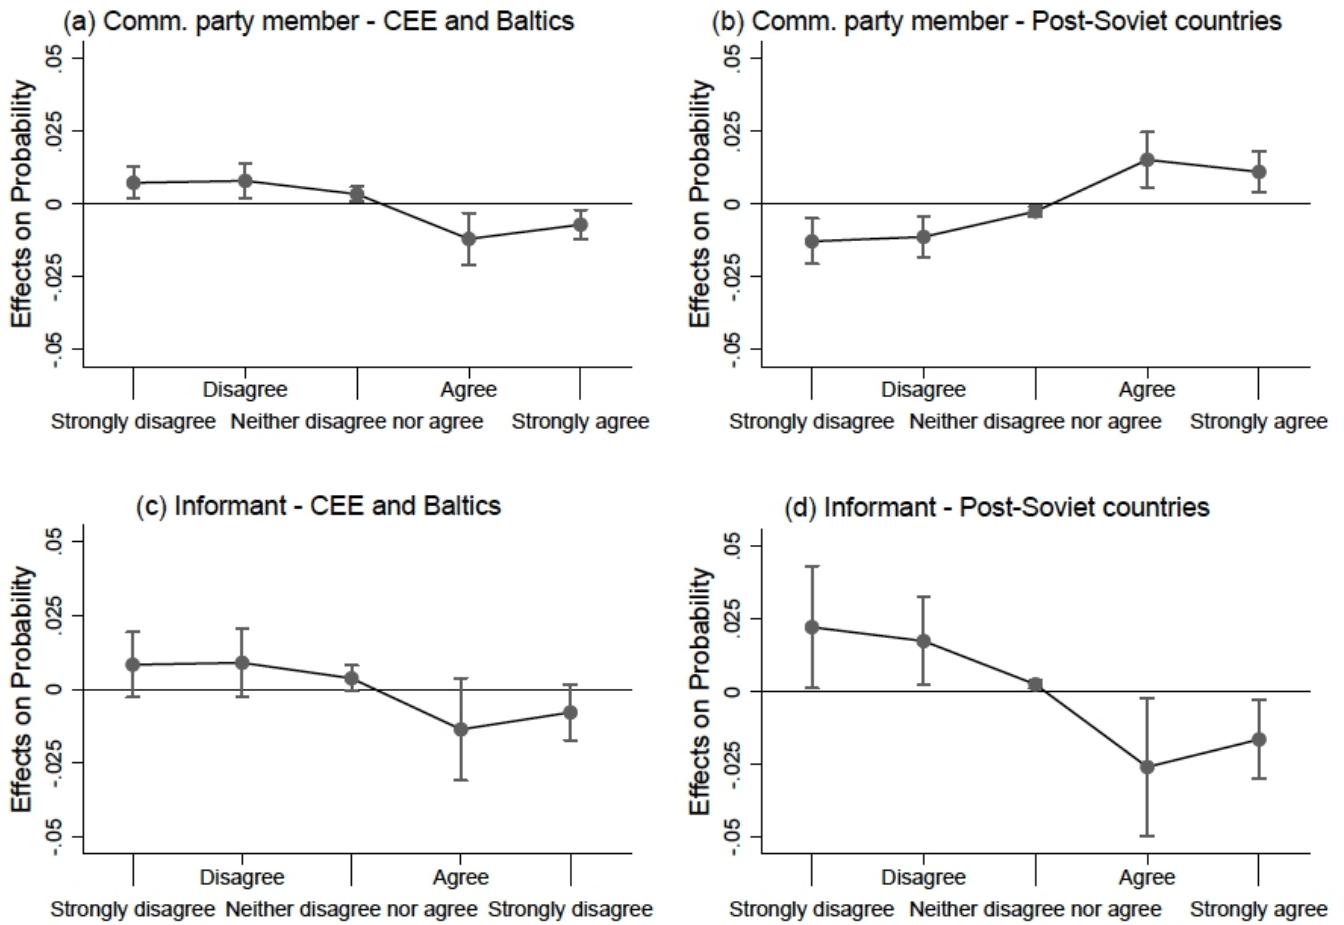 (a) Comm. party member - CEE and Baltics
Effects on Probability
.05
.025
0
-.025
-.05
Disagree Agree
Strongly disagree Neither disagree nor agree Strongly agree
(b) Comm. party member - Post-Soviet countries
Effects on Probability
.05
.025
0
-.025
-.05
Disagree Agree
Strongly disagree Neither disagree nor agree Strongly agree
(c) Informant - CEE and Baltics
Effects on Probability
.05
.025
0
-.025
-.05
Disagree Agree
Strongly disagree Neither disagree nor agree Strongly disagree
(d) Informant - Post-Soviet countries
Effects on Probability
.05
.025
0
-.025
-.05
Disagree Agree
Strongly disagree Neither disagree nor agree Strongly agree